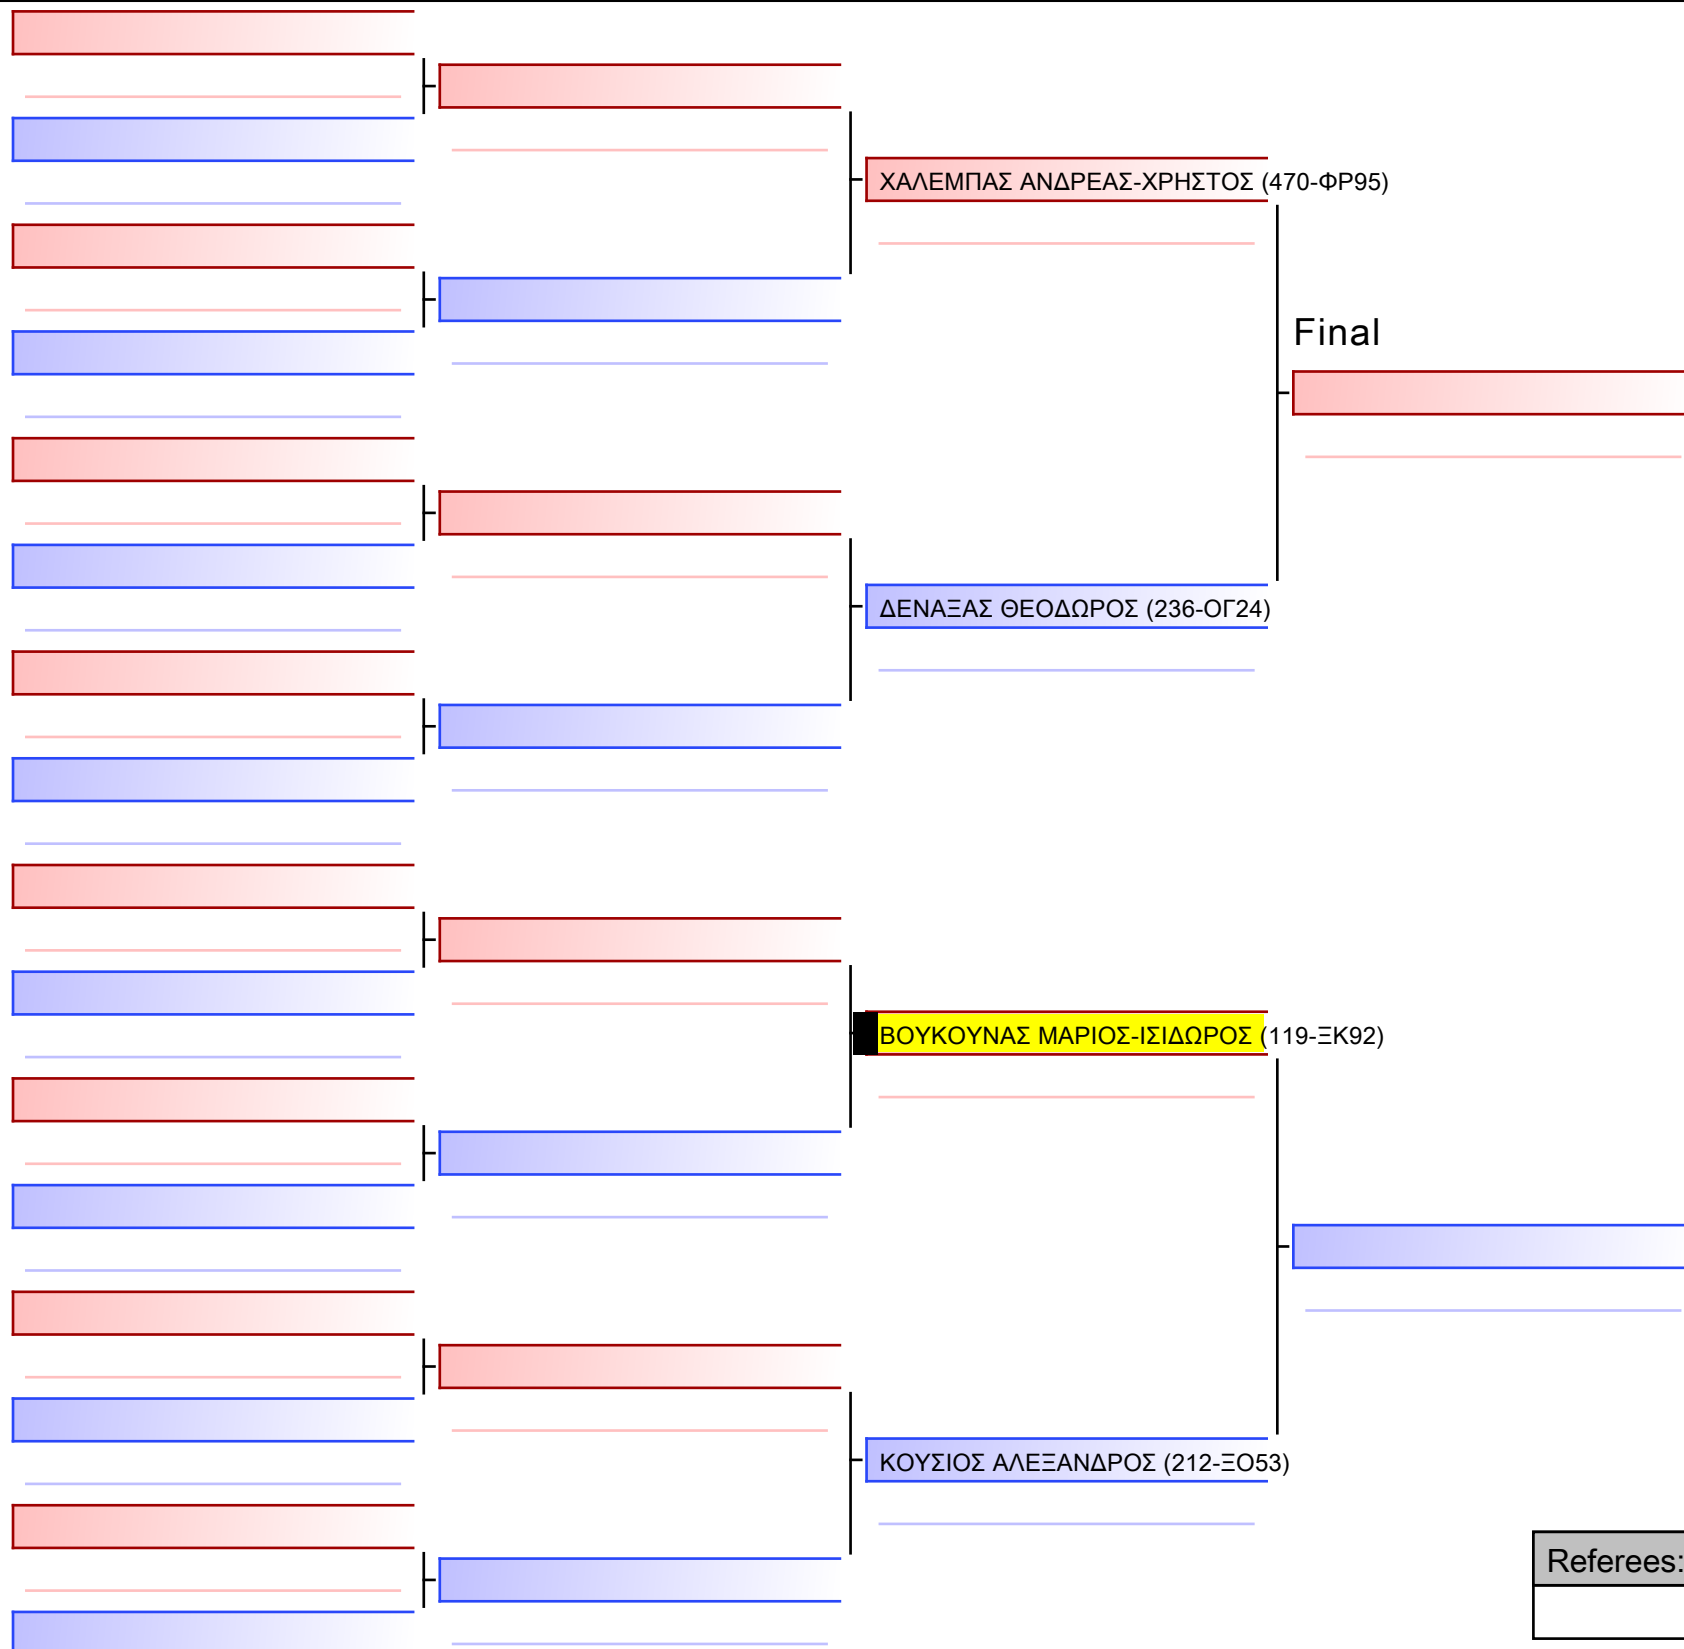 ΧΑΛΕΜΠΑΣ ΑΝΔΡΕΑΣ-ΧΡΗΣΤΟΣ (470-ΦΡ95)
Final
ΔΕΝΑΞΑΣ ΘΕΟΔΩΡΟΣ (236-ΟΓ24)
ΒΟΥΚΟΥΝΑΣ ΜΑΡΙΟΣ-ΙΣΙΔΩΡΟΣ (119-ΞΚ92)
ΚΟΥΣΙΟΣ ΑΛΕΞΑΝΔΡΟΣ (212-ΞΟ53)
Referees: